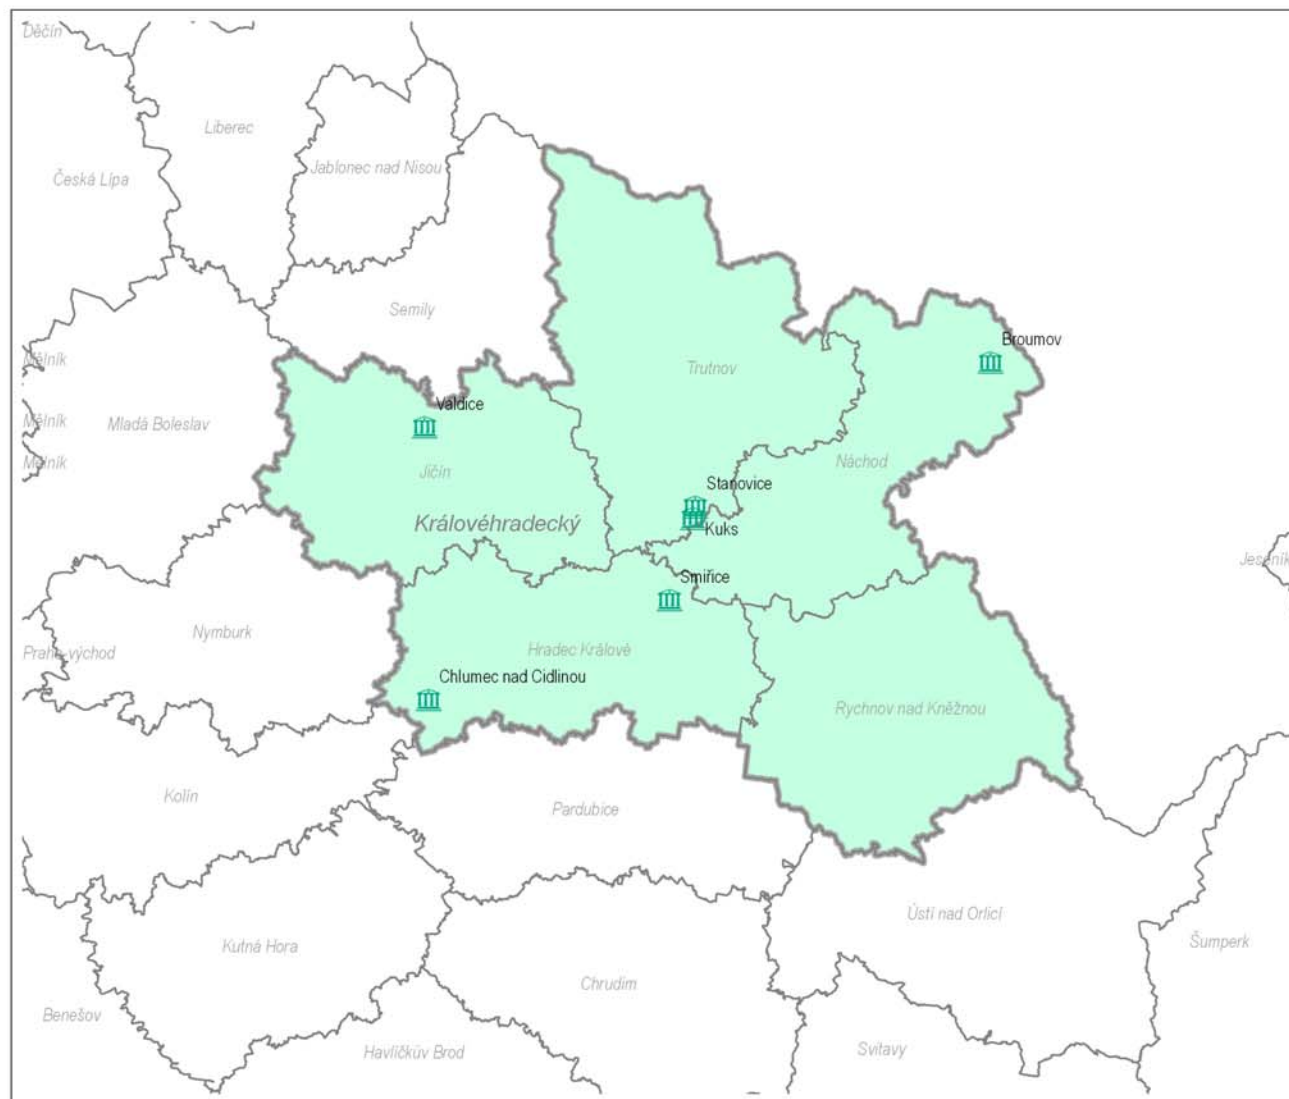 Děčín
Liberec
Jablonec nad Nisou
Česká Lípa
Semily
Broumov
Mělník
Trutnov
Valdice
Mělník
Mladá Boleslav
Mělník
Jičín
Náchod
Stanovice
Královéhradecký
Kuks
Jeseník
Smiřice
Nymburk
Praha-východ
Hradec Králové
Chlumec nad Cidlinou
Rychnov nad Kněžnou
Kolín
Pardubice
Ústí nad Orlicí
Kutná Hora
Šumperk
Chrudim
Benešov
Havlíčkův Brod
Svitavy